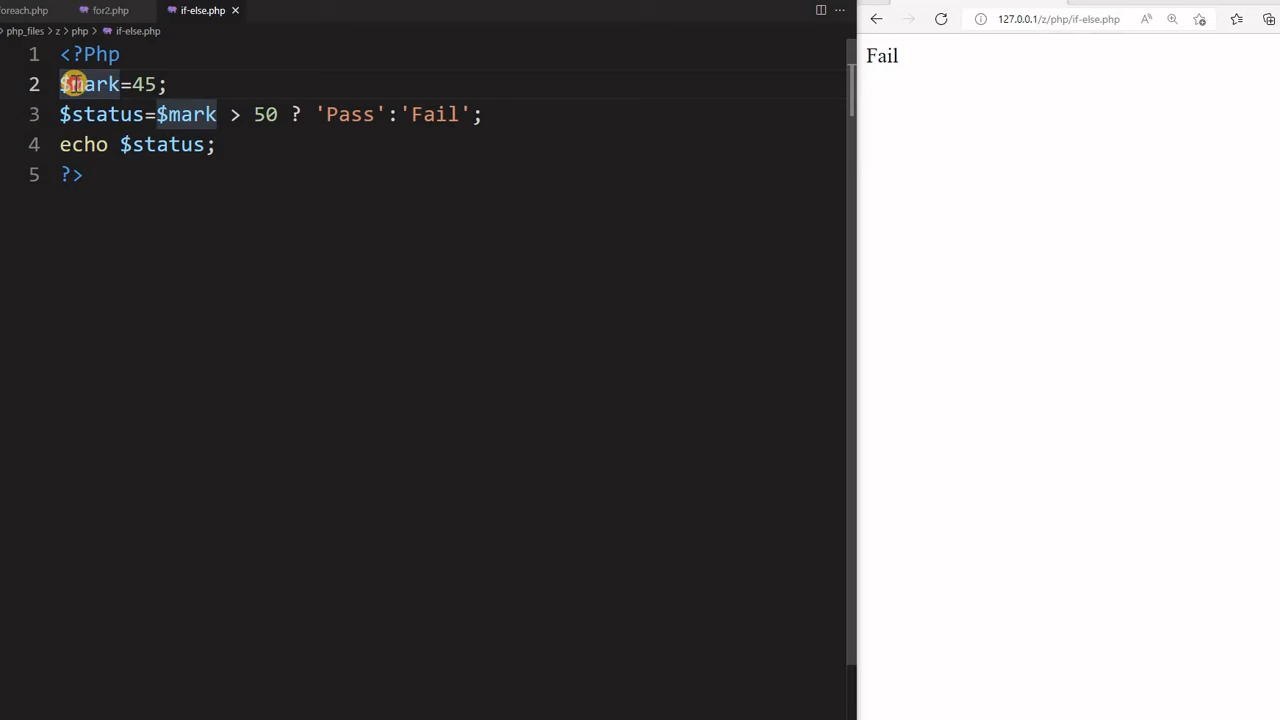 oreach.php for2.php if-else.php
php_files z php if-else.php
127.0.0.1/z/php/if-else.php
1 <?Php
2 $mark=45;
3 $status=$mark > 50 ? 'Pass':'Fail';
4 echo $status;
5 ?>
Fail